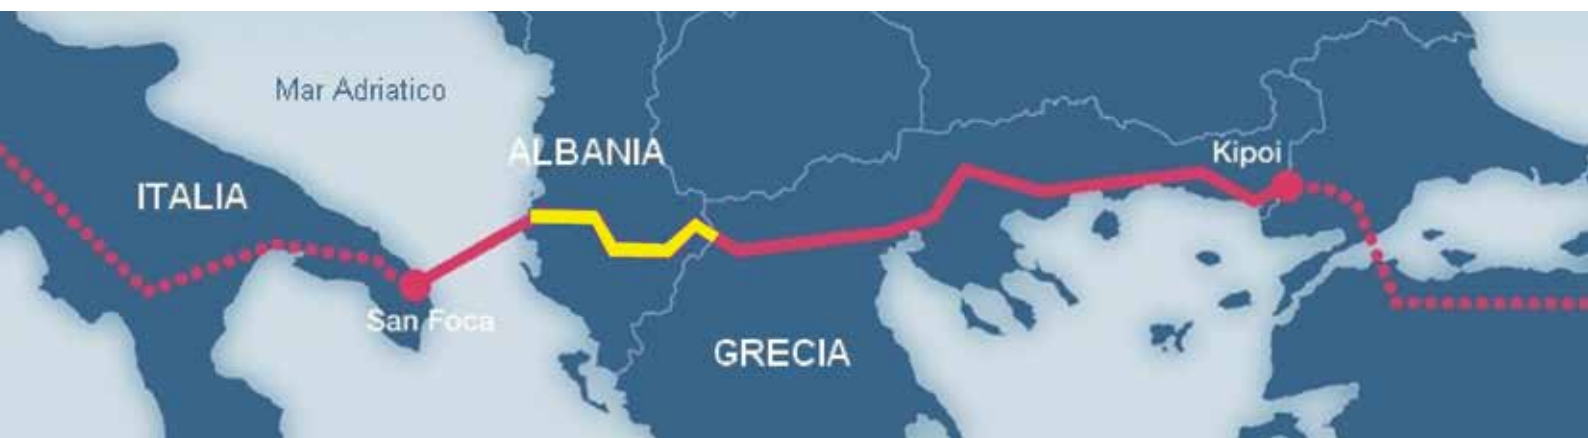 Mar Adriatico
ALBANIA
Kipoi
ITALIA
San Foca
GRECIA